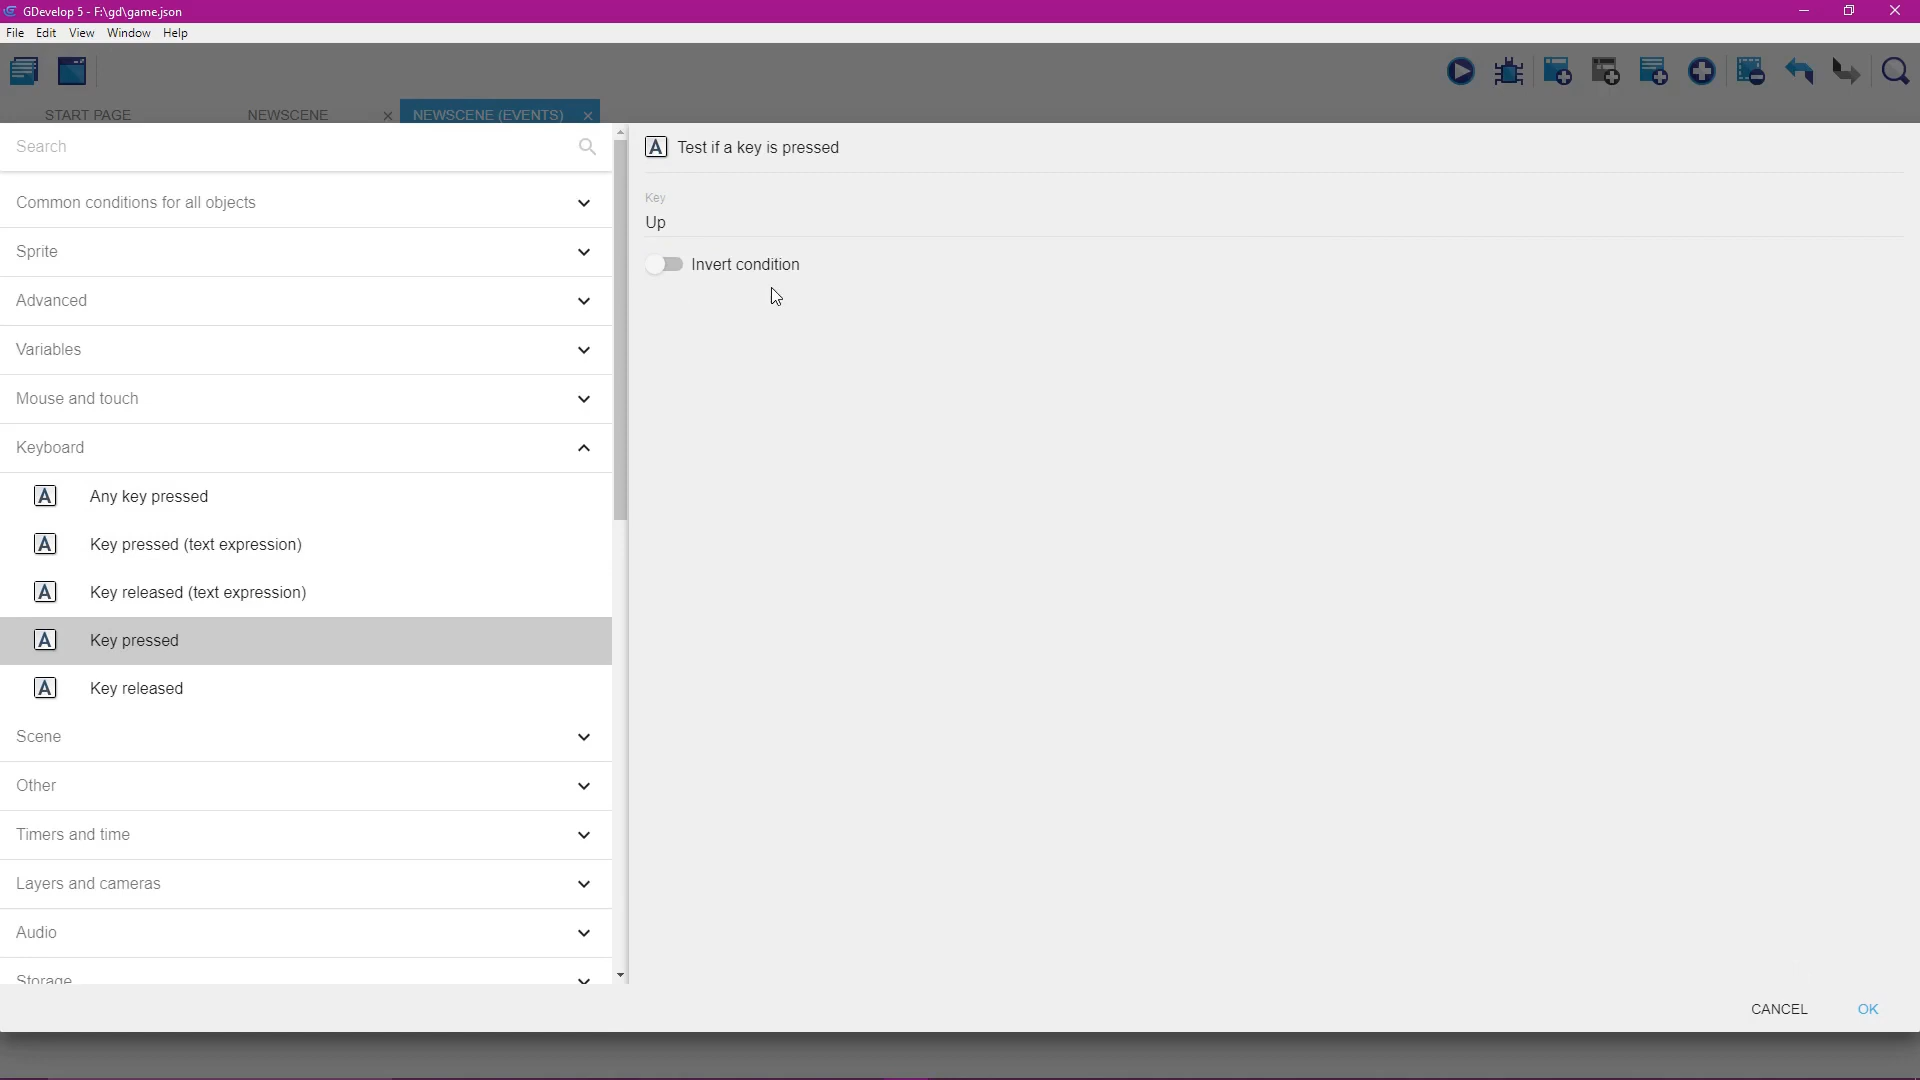 GDevelop 5 - F:\gd\game.json
File Edit View Window Help
START PAGE NEWSCENE NEWSCENE (EVENTS)
Search
Common conditions for all objects
Sprite
Advanced
Variables
Mouse and touch
Keyboard
A Any key pressed
A Key pressed (text expression)
A Key released (text expression)
A Key pressed
A Key released
Scene
Other
Timers and time
Layers and cameras
Audio
Storage
A Test if a key is pressed
Key
Up
Invert condition
CANCEL OK